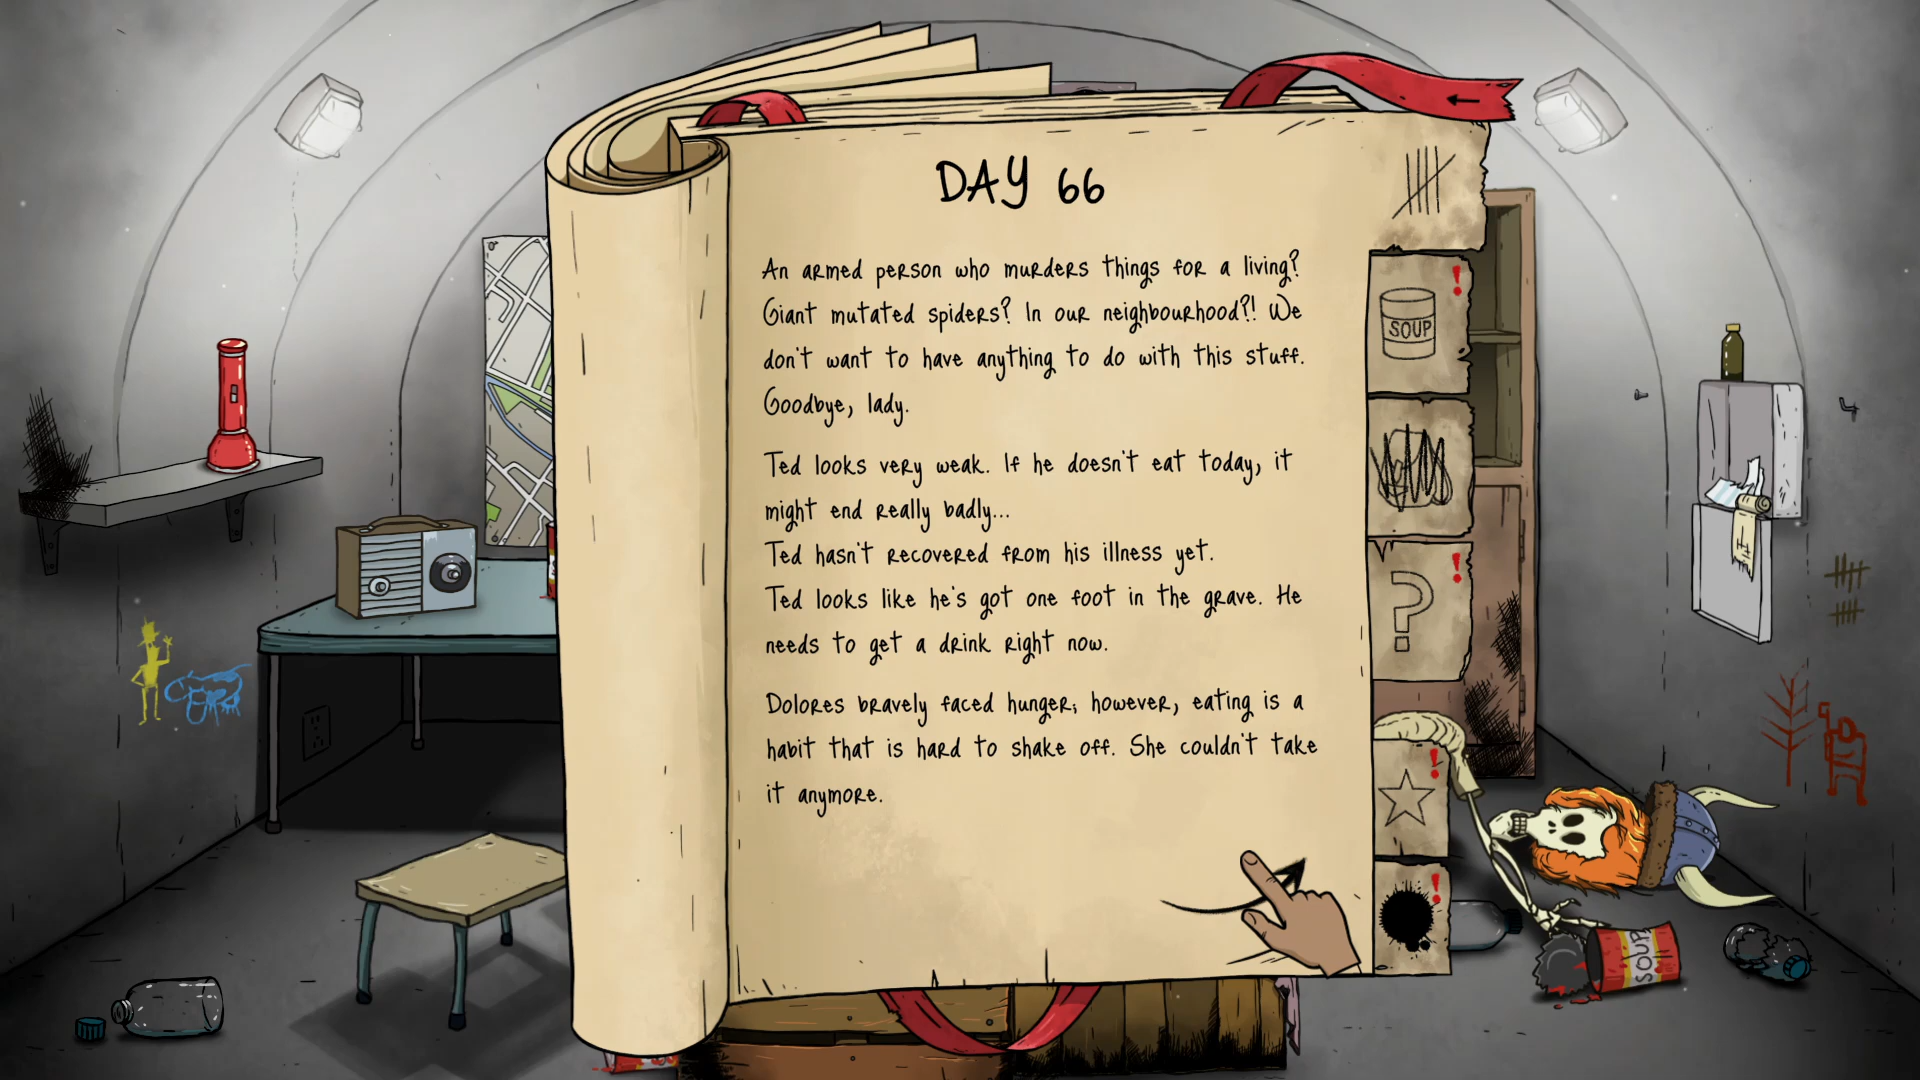 DAY 66
An armed person who murders things for a living?
Giant mutated spiders? In our neighbourhood?! We
don't want to have anything to do with this stuff.
Goodbye, lady.
Ted looks very weak. If he doesn't eat today, it
might end really badly...
Ted hasn't recovered from his illness yet.
Ted looks like he's got one foot in the grave. He
needs to get a drink right now.
Dolores bravely faced hunger; however, eating is a
habit that is hard to shake off. She couldn't take
it anymore.
!
SOUP
!
?
!
!
SOUP